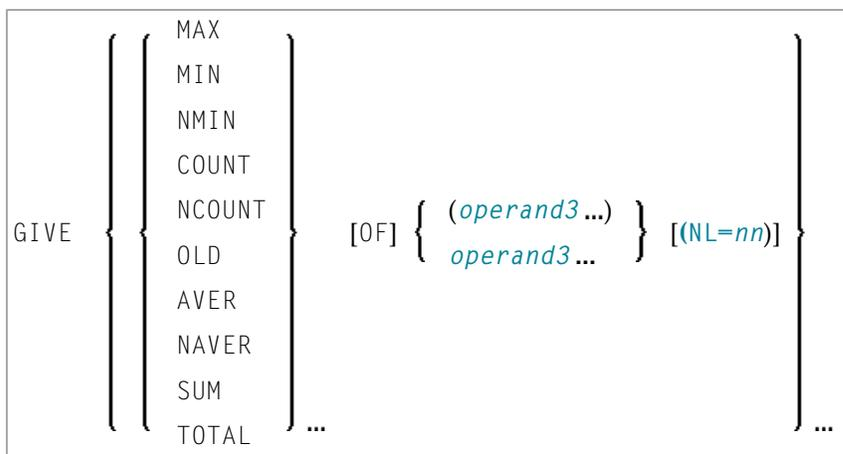 MAX
MIN
NMIN
COUNT
NCOUNT
GIVE [OF] (operand3 ...) [(NL=nn)]
OLD operand3 ...
AVER
NAVER
SUM
TOTAL ... ...